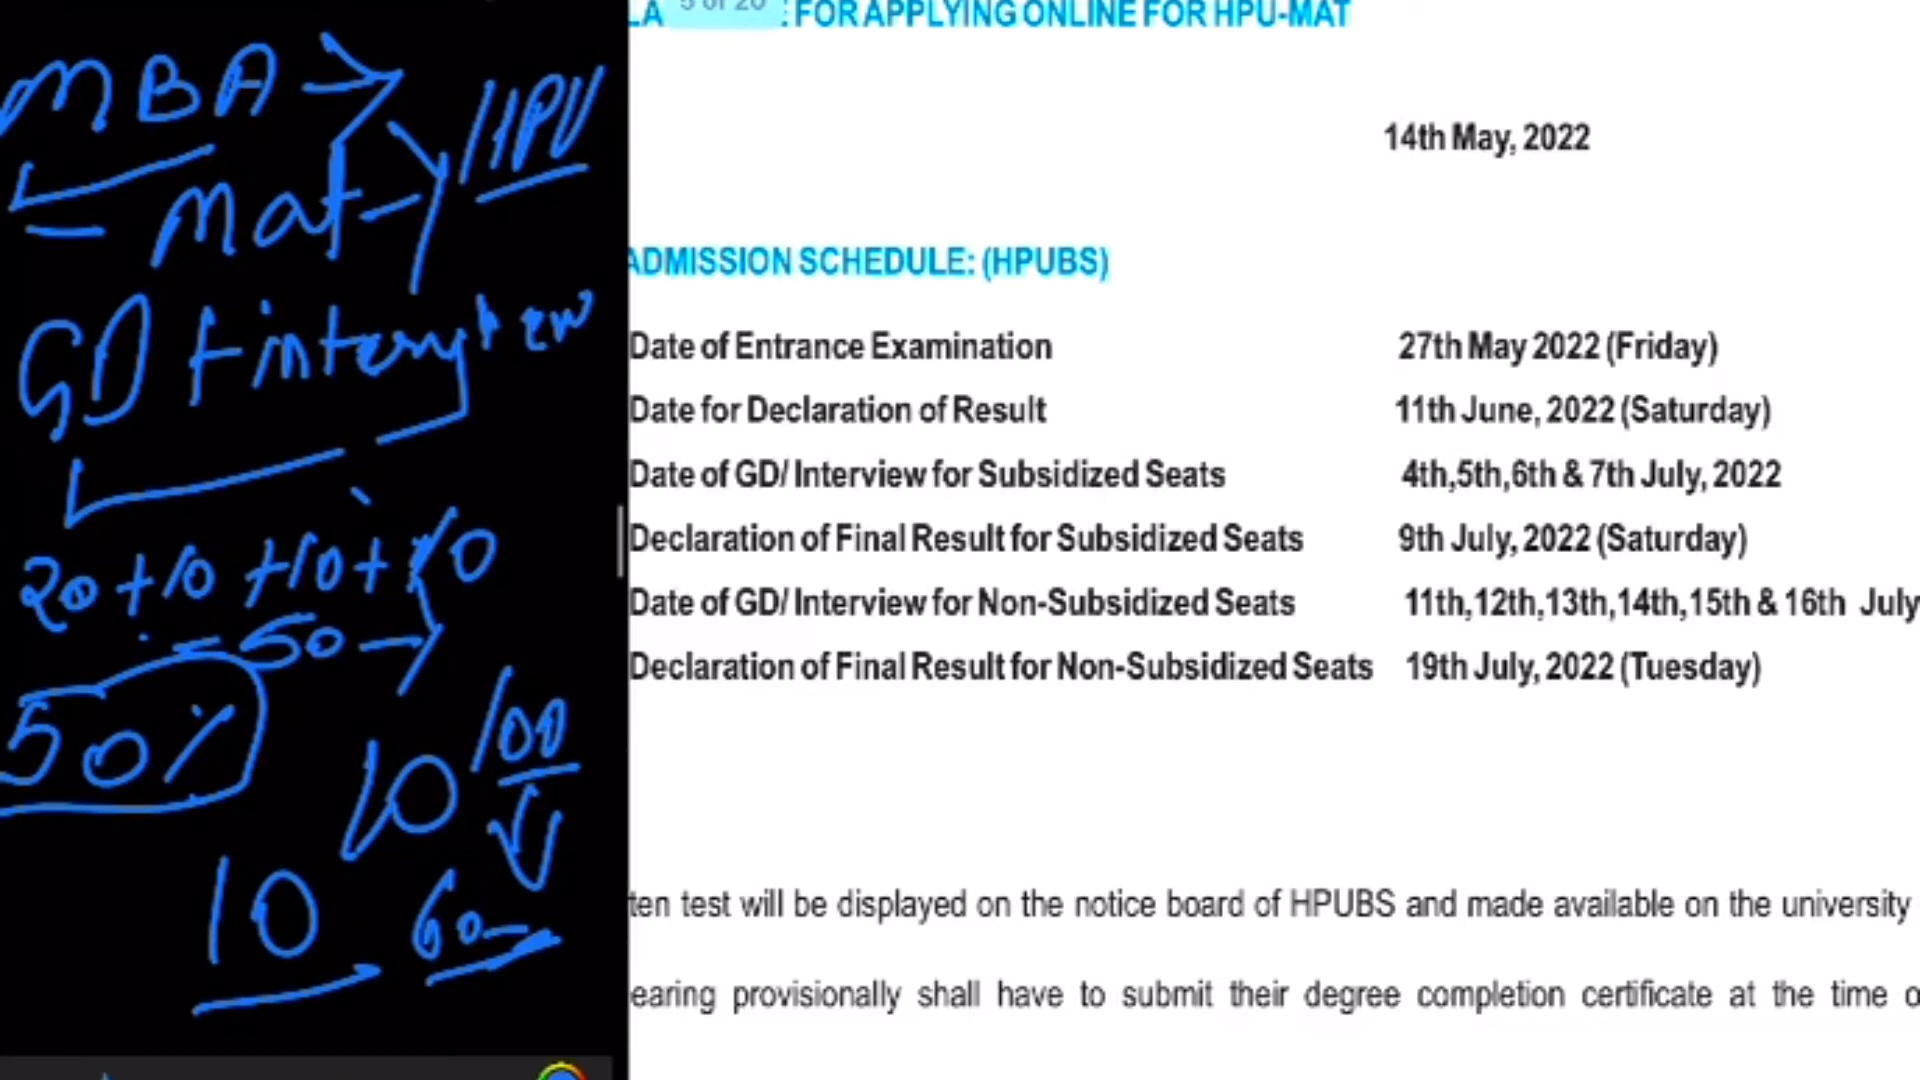 MBA → HPU
= Mat →
GD + interview
20 + 10 + 10 + 10
= 50 →
50%
10 100
10 60
5 of 20
LA : FOR APPLYING ONLINE FOR HPU-MAT
14th May, 2022
ADMISSION SCHEDULE: (HPUBS)
Date of Entrance Examination 27th May 2022 (Friday)
Date for Declaration of Result 11th June, 2022 (Saturday)
Date of GD/ Interview for Subsidized Seats 4th,5th,6th & 7th July, 2022
Declaration of Final Result for Subsidized Seats 9th July, 2022 (Saturday)
Date of GD/ Interview for Non-Subsidized Seats 11th,12th,13th,14th,15th & 16th July
Declaration of Final Result for Non-Subsidized Seats 19th July, 2022 (Tuesday)
ten test will be displayed on the notice board of HPUBS and made available on the university
earing provisionally shall have to submit their degree completion certificate at the time o